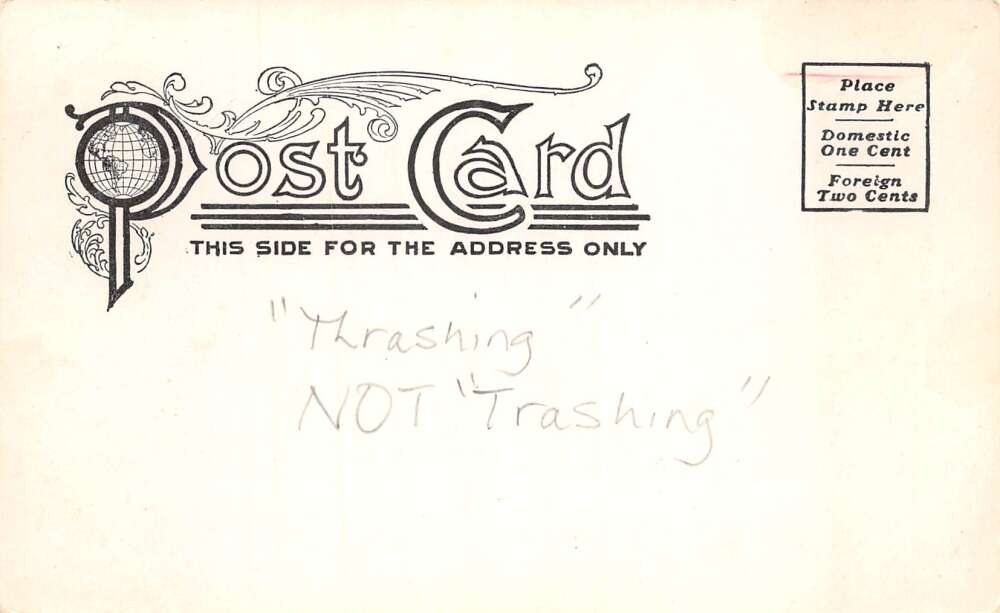 Post Card
THIS SIDE FOR THE ADDRESS ONLY
Place
Stamp Here
Domestic
One Cent
Foreign
Two Cents
"Thrashing"
NOT "Trashing"